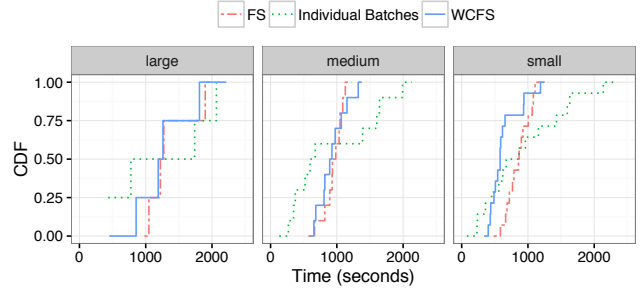 FS Individual Batches WCFS
large medium small
1.00
0.75
0.50
0.25
0.00
CDF
0 1000 2000 0 1000 2000 0 1000 2000
Time (seconds)